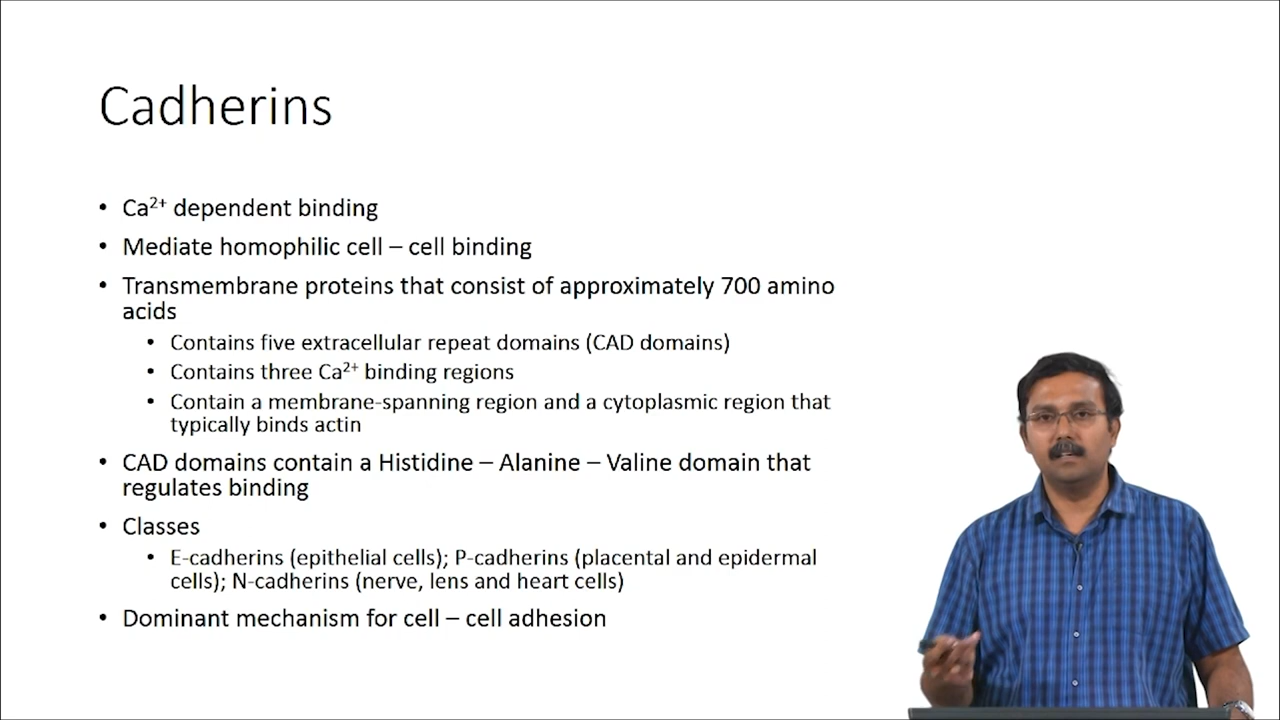 Cadherins
• Ca²⁺ dependent binding
• Mediate homophilic cell – cell binding
• Transmembrane proteins that consist of approximately 700 amino
acids
• Contains five extracellular repeat domains (CAD domains)
• Contains three Ca²⁺ binding regions
• Contain a membrane-spanning region and a cytoplasmic region that
typically binds actin
• CAD domains contain a Histidine – Alanine – Valine domain that
regulates binding
• Classes
• E-cadherins (epithelial cells); P-cadherins (placental and epidermal
cells); N-cadherins (nerve, lens and heart cells)
• Dominant mechanism for cell – cell adhesion